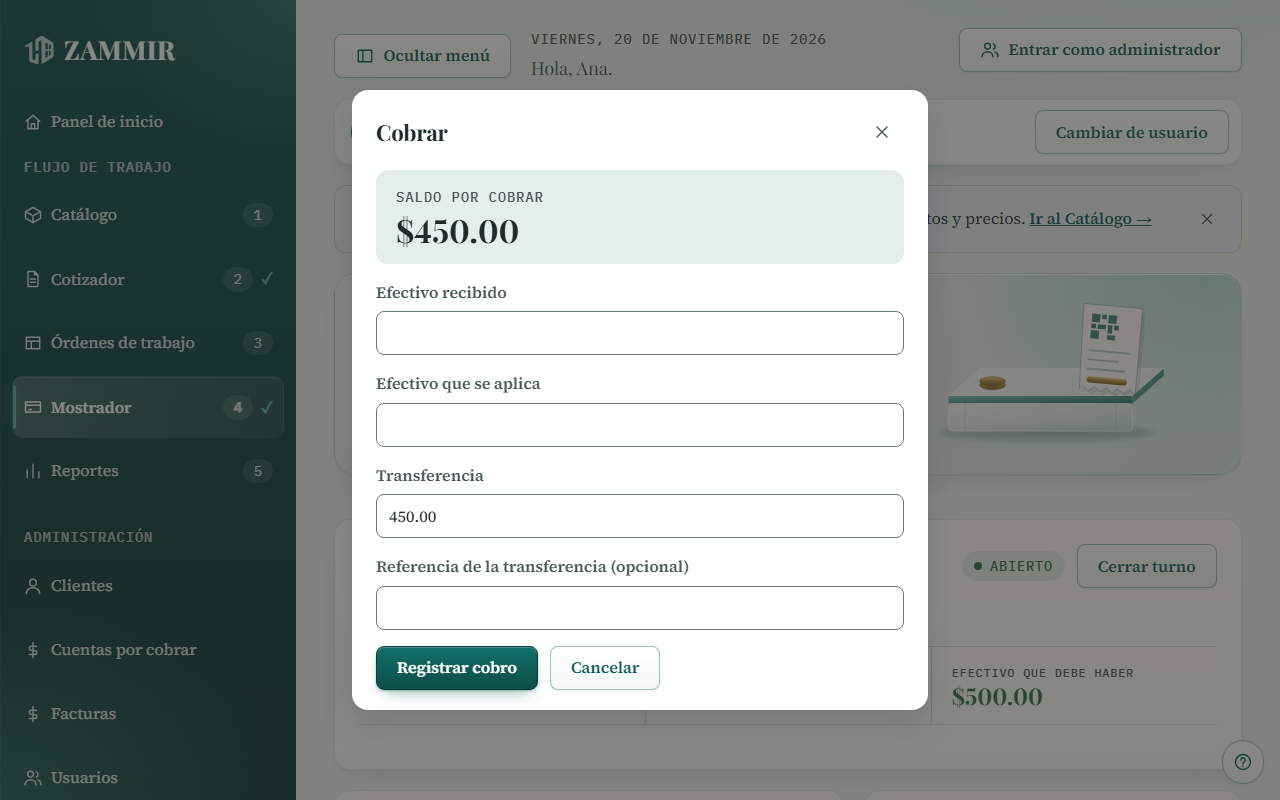 ZAMMIR
Panel de inicio
FLUJO DE TRABAJO
Catálogo 1
Cotizador 2
Órdenes de trabajo 3
Mostrador 4
Reportes 5
ADMINISTRACIÓN
Clientes
Cuentas por cobrar
Facturas
Usuarios
Ocultar menú
VIERNES, 20 DE NOVIEMBRE DE 2026
Hola, Ana.
Entrar como administrador
Cambiar de usuario
tos y precios. Ir al Catálogo →
Cobrar
SALDO POR COBRAR
$450.00
Efectivo recibido
Efectivo que se aplica
Transferencia
450.00
Referencia de la transferencia (opcional)
Registrar cobro
Cancelar
ABIERTO
Cerrar turno
EFECTIVO QUE DEBE HABER
$500.00